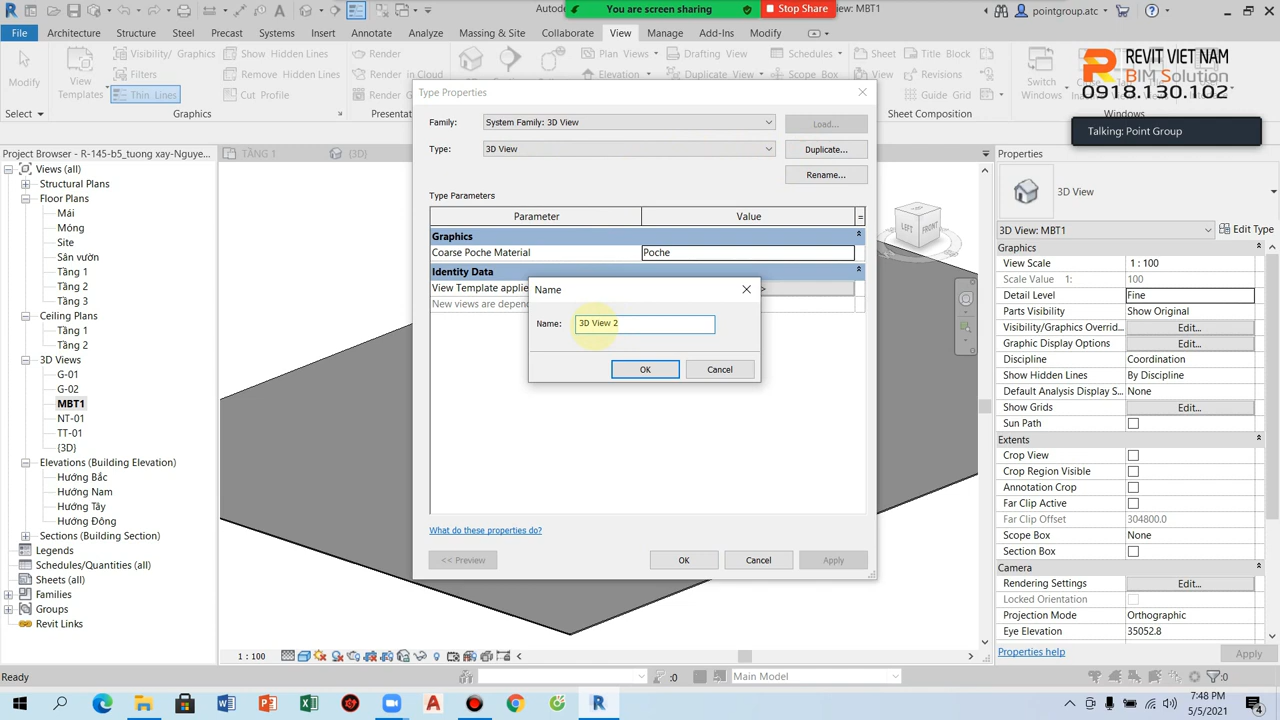 Autod
You are screen sharing
Stop Share
view: MBT1
pointgroup.atc
File
Architecture
Structure
Steel
Precast
Systems
Insert
Annotate
Analyze
Massing & Site
Collaborate
View
Manage
Add-Ins
Modify
Modify
View
Templates
Visibility/ Graphics
Filters
Thin Lines
Show Hidden Lines
Remove Hidden Lines
Cut Profile
Render
Render in Cloud
Render
Plan Views
Elevation
Drafting View
Duplicate View
Schedules
Scope Box
Sheet
View
Title Block
Revisions
Guide Grid
Switch
Windows
REVIT VIET NAM
BIM Solution
0918.130.102
Select
Graphics
Presentat
Sheet Composition
Windows
Talking: Point Group
Project Browser - R-145-b5_tuong xay-Nguye...
TẦNG 1
{3D}
Views (all)
Structural Plans
Floor Plans
Mái
Móng
Site
Sân vườn
Tầng 1
Tầng 2
Tầng 3
Ceiling Plans
Tầng 1
Tầng 2
3D Views
G-01
G-02
MBT1
NT-01
TT-01
{3D}
Elevations (Building Elevation)
Hướng Bắc
Hướng Nam
Hướng Tây
Hướng Đông
Sections (Building Section)
Legends
Schedules/Quantities (all)
Sheets (all)
Families
Groups
Revit Links
Type Properties
Family:
System Family: 3D View
Load...
Type:
3D View
Duplicate...
Rename...
Type Parameters
Parameter
Value
=
Graphics
Coarse Poche Material
Poche
Identity Data
View Template applie
>
New views are depend
Name
Name:
3D View 2
OK
Cancel
What do these properties do?
<< Preview
OK
Cancel
Apply
LEFT
FRONT
Properties
3D View
3D View: MBT1
Edit Type
Graphics
View Scale
1 : 100
Scale Value 1:
100
Detail Level
Fine
Parts Visibility
Show Original
Visibility/Graphics Overrid...
Edit...
Graphic Display Options
Edit...
Discipline
Coordination
Show Hidden Lines
By Discipline
Default Analysis Display S...
None
Show Grids
Edit...
Sun Path
Extents
Crop View
Crop Region Visible
Annotation Crop
Far Clip Active
Far Clip Offset
304800.0
Scope Box
None
Section Box
Camera
Rendering Settings
Edit...
Locked Orientation
Projection Mode
Orthographic
Eye Elevation
35052.8
Properties help
Apply
1 : 100
Ready
:0
Main Model
:0
7:48 PM
5/5/2021
4